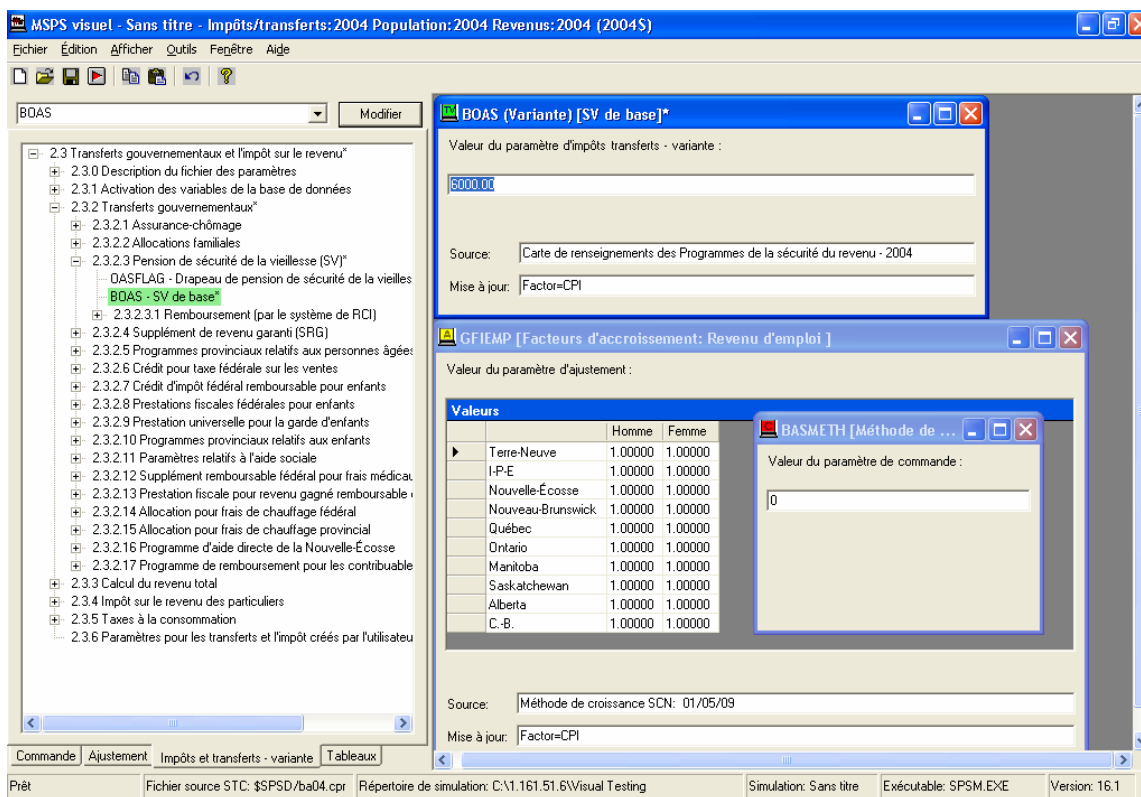 MSPS visuel - Sans titre - Impôts/transferts:2004 Population:2004 Revenus:2004 (2004$)
Fichier Édition Afficher Outils Fenêtre Aide
BOAS
Modifier
2.3 Transferts gouvernementaux et l'impôt sur le revenu*
2.3.0 Description du fichier des paramètres
2.3.1 Activation des variables de la base de données
2.3.2 Transferts gouvernementaux*
2.3.2.1 Assurance-chômage
2.3.2.2 Allocations familiales
2.3.2.3 Pension de sécurité de la vieillesse (SV)*
OASFLAG - Drapeau de pension de sécurité de la vieilles
BOAS - SV de base*
2.3.2.3.1 Remboursement (par le système de RCI)
2.3.2.4 Supplément de revenu garanti (SRG)
2.3.2.5 Programmes provinciaux relatifs aux personnes âgées
2.3.2.6 Crédit pour taxe fédérale sur les ventes
2.3.2.7 Crédit d'impôt fédéral remboursable pour enfants
2.3.2.8 Prestations fiscales fédérales pour enfants
2.3.2.9 Prestation universelle pour la garde d'enfants
2.3.2.10 Programmes provinciaux relatifs aux enfants
2.3.2.11 Paramètres relatifs à l'aide sociale
2.3.2.12 Supplément remboursable fédéral pour frais médicau
2.3.2.13 Prestation fiscale pour revenu gagné remboursable
2.3.2.14 Allocation pour frais de chauffage fédéral
2.3.2.15 Allocation pour frais de chauffage provincial
2.3.2.16 Programme d'aide directe de la Nouvelle-Écosse
2.3.2.17 Programme de remboursement pour les contribuable
2.3.3 Calcul du revenu total
2.3.4 Impôt sur le revenu des particuliers
2.3.5 Taxes à la consommation
2.3.6 Paramètres pour les transferts et l'impôt créés par l'utilisateu
Commande Ajustement Impôts et transferts - variante Tableaux
BOAS (Variante) [SV de base]*
Valeur du paramètre d'impôts transferts - variante :
6000.00
Source: Carte de renseignements des Programmes de la sécurité du revenu - 2004
Mise à jour: Factor=CPI
GFIEMP [Facteurs d'accroissement: Revenu d'emploi ]
Valeur du paramètre d'ajustement :
Valeurs
Homme Femme
Terre-Neuve 1.00000 1.00000
I-P-E 1.00000 1.00000
Nouvelle-Écosse 1.00000 1.00000
Nouveau-Brunswick 1.00000 1.00000
Québec 1.00000 1.00000
Ontario 1.00000 1.00000
Manitoba 1.00000 1.00000
Saskatchewan 1.00000 1.00000
Alberta 1.00000 1.00000
C.-B. 1.00000 1.00000
Source: Méthode de croissance SCN: 01/05/09
Mise à jour: Factor=CPI
BASMETH [Méthode de ...
Valeur du paramètre de commande :
0
Prêt Fichier source STC: $SPSD/ba04.cpr Répertoire de simulation: C:\1.161.51.6\Visual Testing Simulation: Sans titre Exécutable: SPSM.EXE Version: 16.1